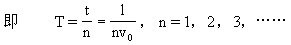 即 T = t/n = 1/(nv₀), n = 1, 2, 3, ……